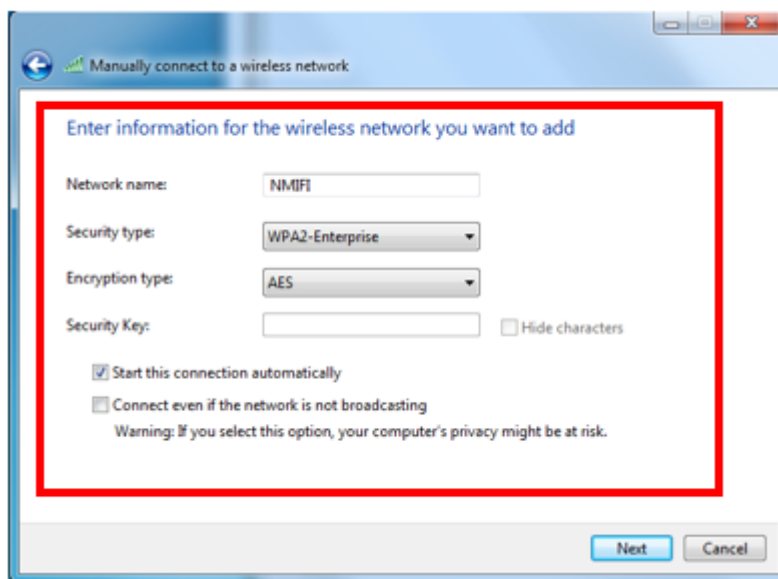 Manually connect to a wireless network
Enter information for the wireless network you want to add
Network name: NMIFI
Security type: WPA2-Enterprise
Encryption type: AES
Security Key: Hide characters
Start this connection automatically
Connect even if the network is not broadcasting
Warning: If you select this option, your computer's privacy might be at risk.
Next Cancel